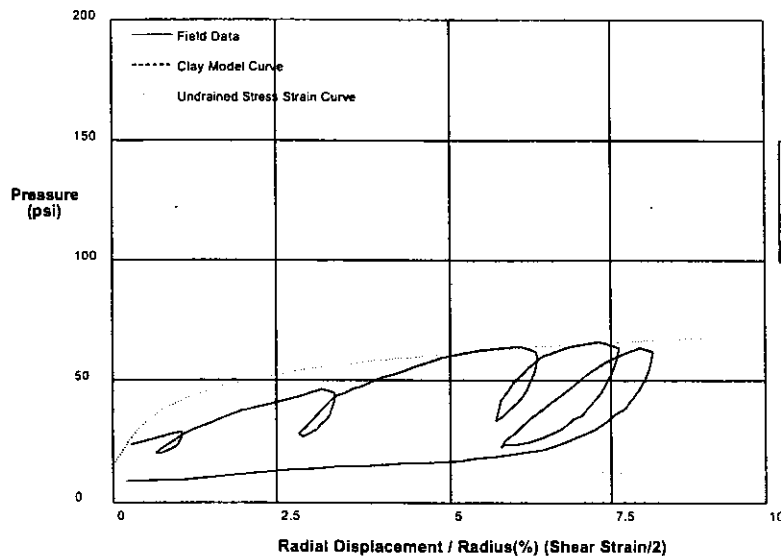 200
Field Data
Clay Model Curve
Undrained Stress Strain Curve
150
Pressure
(psi)
100
50
0
0 2.5 5 7.5 10
Radial Displacement / Radius(%) (Shear Strain/2)